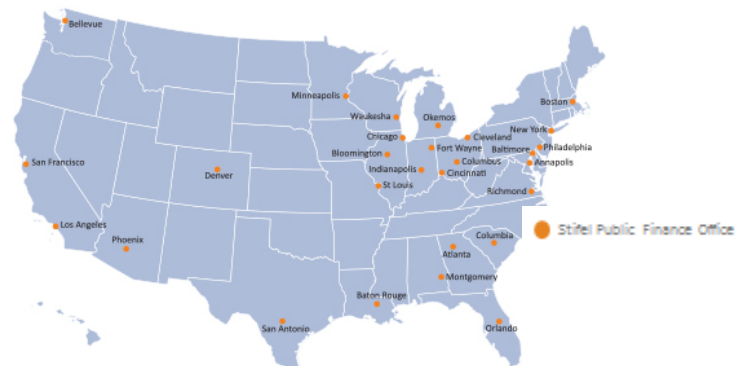 Bellevue
Minneapolis
Boston
Waukesha
Okemos
New York
Chicago
Cleveland
Bloomington
Fort Wayne
Baltimore
Philadelphia
San Francisco
Columbus
Annapolis
Denver
Indianapolis
Cincinnati
St Louis
Richmond
Los Angeles
Stifel Public Finance Office
Phoenix
Columbia
Atlanta
Montgomery
Baton Rouge
San Antonio
Orlando